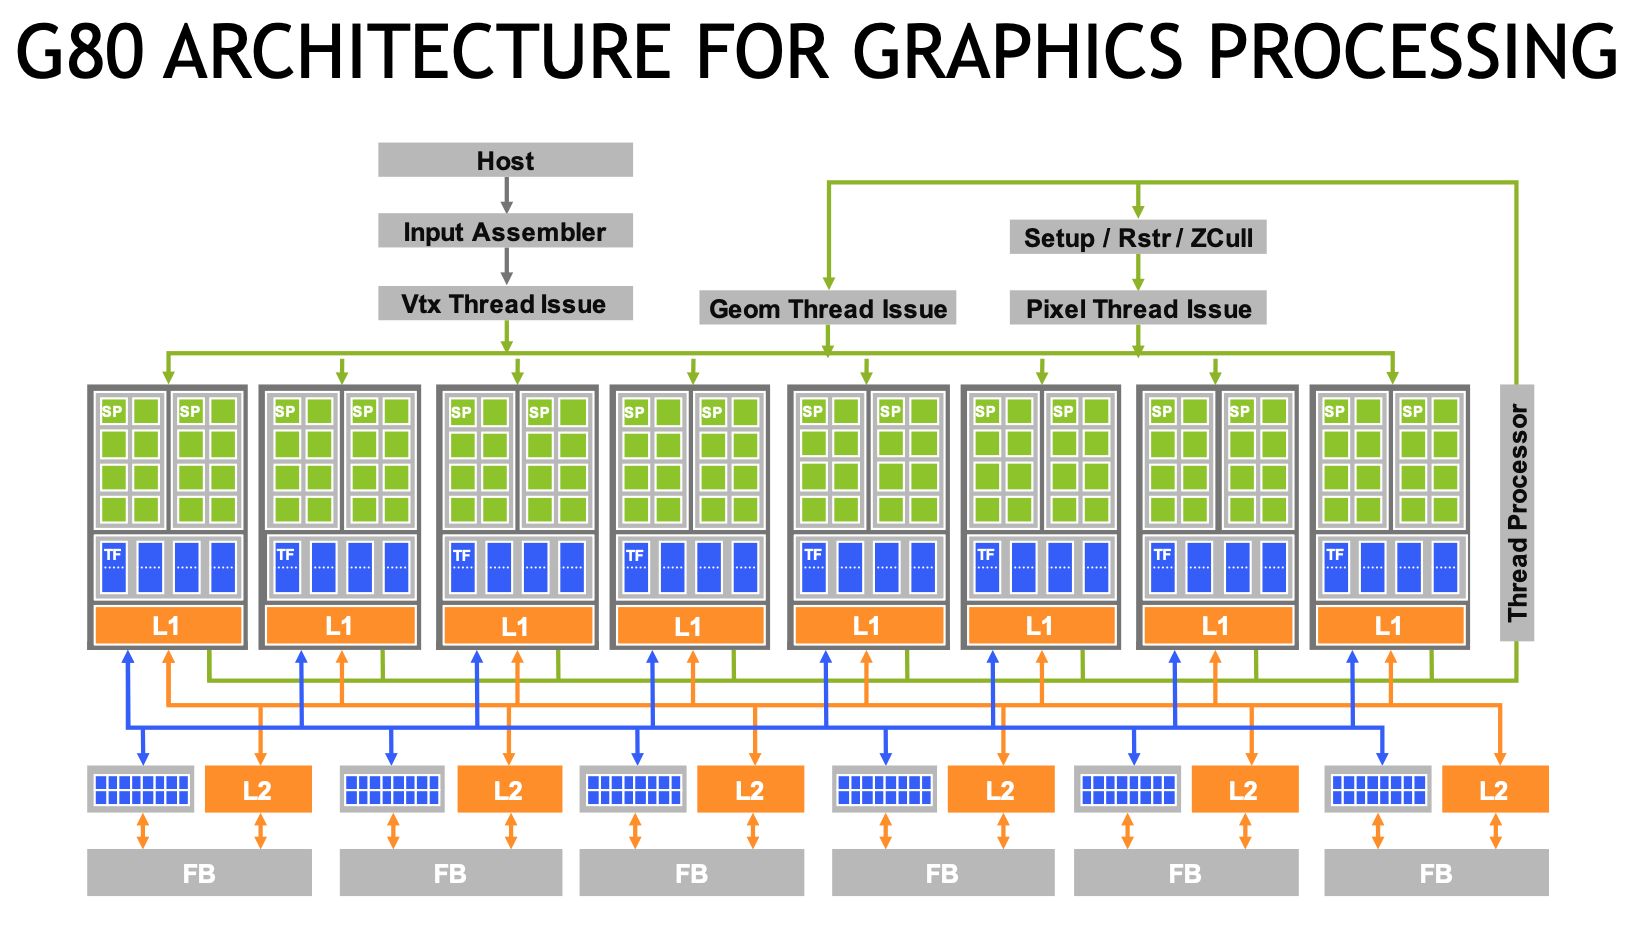 G80 ARCHITECTURE FOR GRAPHICS PROCESSING
Host
Input Assembler
Setup / Rstr / ZCull
Vtx Thread Issue
Geom Thread Issue
Pixel Thread Issue
SP SP SP SP SP SP SP SP SP SP SP SP SP SP SP SP
Thread Processor
TF TF TF TF TF TF TF TF
L1 L1 L1 L1 L1 L1 L1 L1
L2 L2 L2 L2 L2 L2
FB FB FB FB FB FB